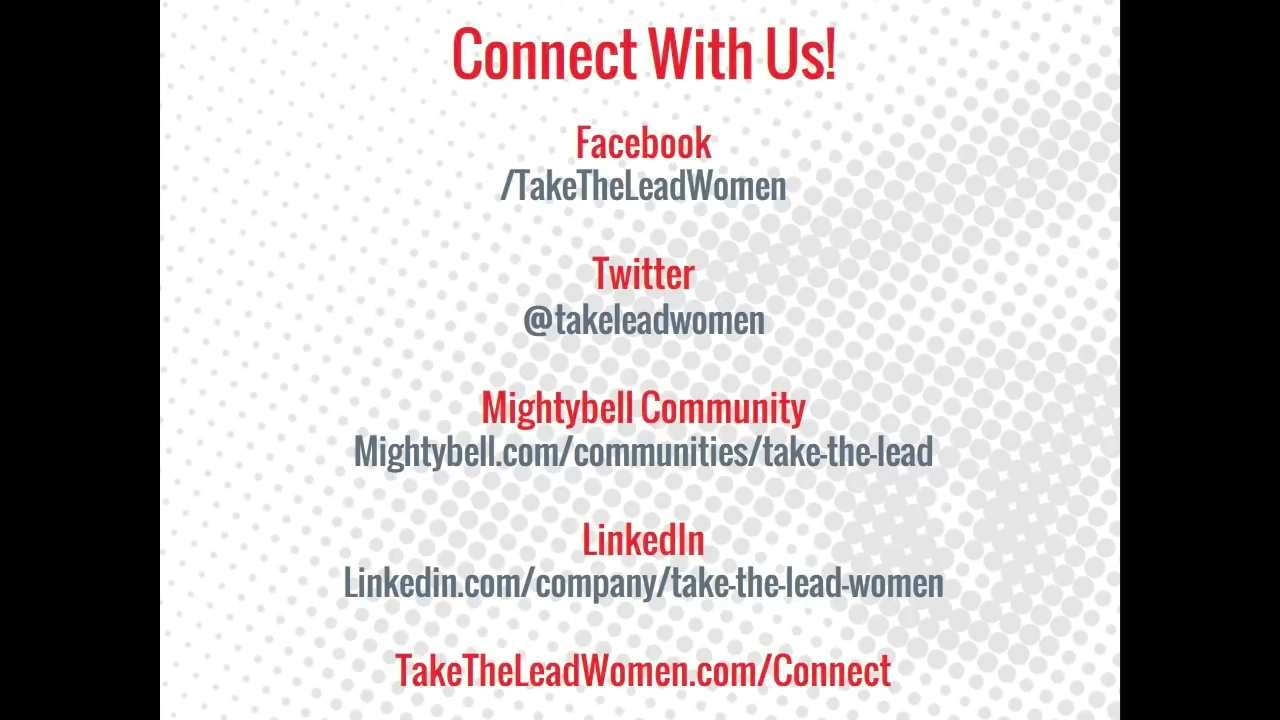 Connect With Us!
Facebook
/TakeTheLeadWomen
Twitter
@takeleadwomen
Mightybell Community
Mightybell.com/communities/take-the-lead
LinkedIn
Linkedin.com/company/take-the-lead-women
TakeTheLeadWomen.com/Connect